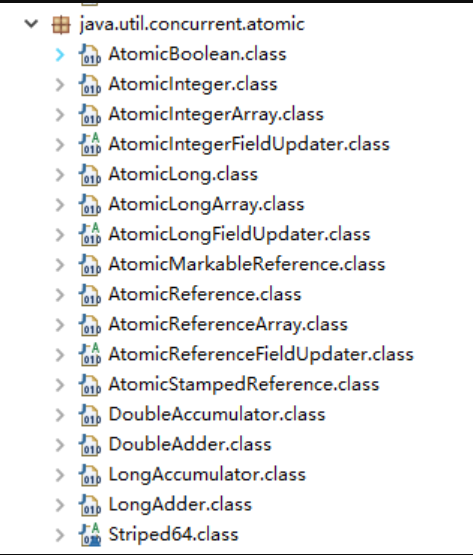 java.util.concurrent.atomic
AtomicBoolean.class
AtomicInteger.class
AtomicIntegerArray.class
AtomicIntegerFieldUpdater.class
AtomicLong.class
AtomicLongArray.class
AtomicLongFieldUpdater.class
AtomicMarkableReference.class
AtomicReference.class
AtomicReferenceArray.class
AtomicReferenceFieldUpdater.class
AtomicStampedReference.class
DoubleAccumulator.class
DoubleAdder.class
LongAccumulator.class
LongAdder.class
Striped64.class